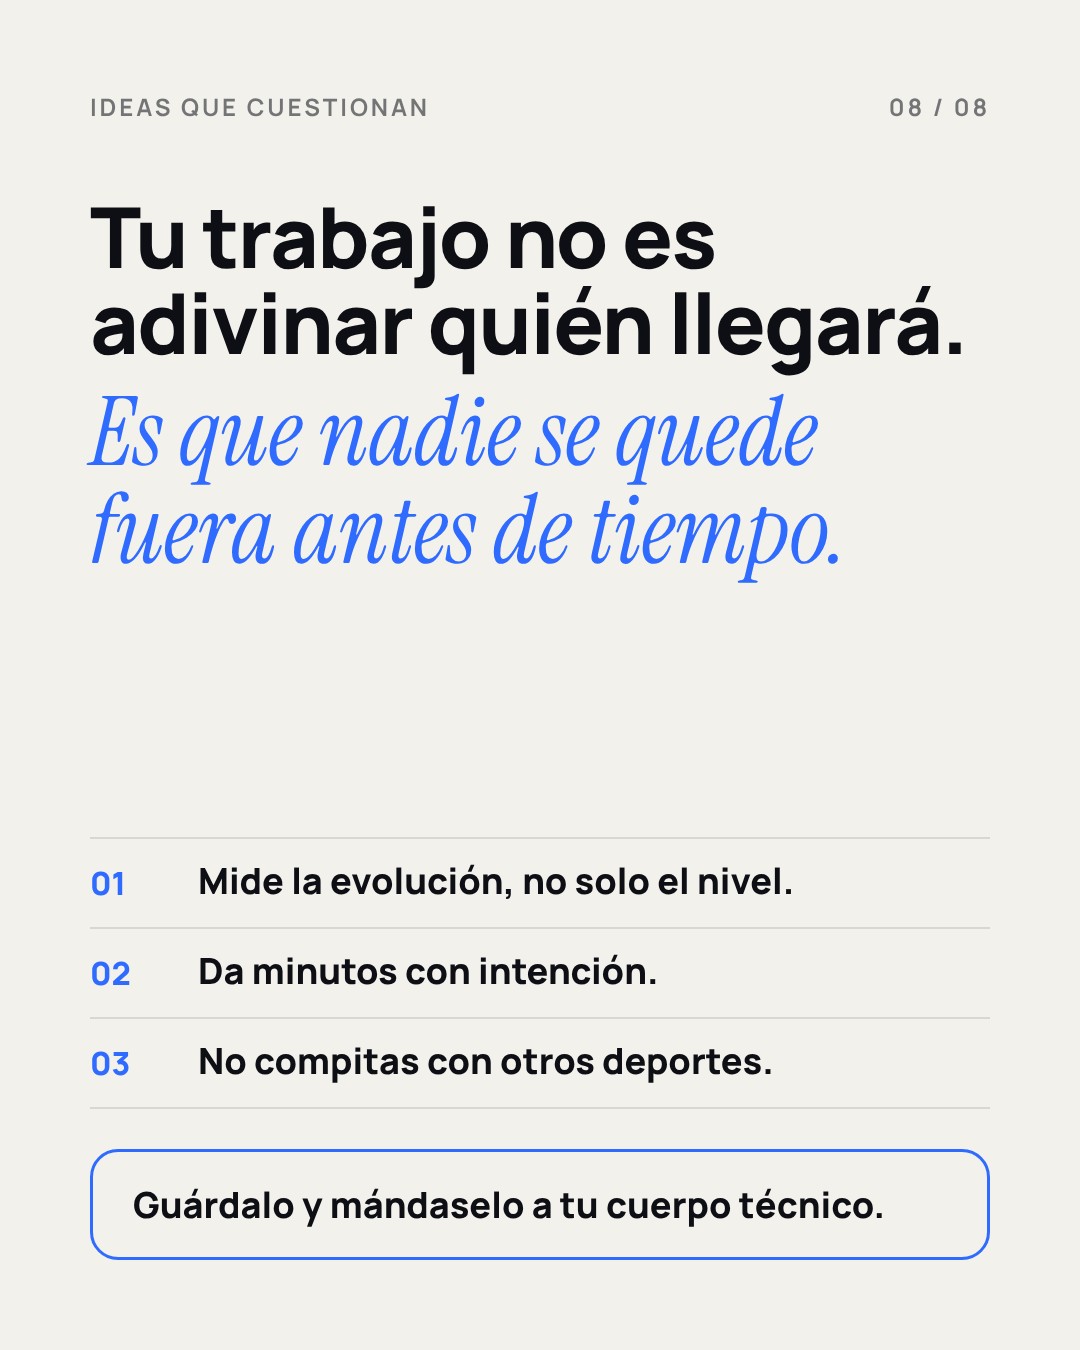 IDEAS QUE CUESTIONAN
08 / 08
Tu trabajo no es
adivinar quién llegará.
Es que nadie se quede
fuera antes de tiempo.
01 Mide la evolución, no solo el nivel.
02 Da minutos con intención.
03 No compitas con otros deportes.
Guárdalo y mándaselo a tu cuerpo técnico.